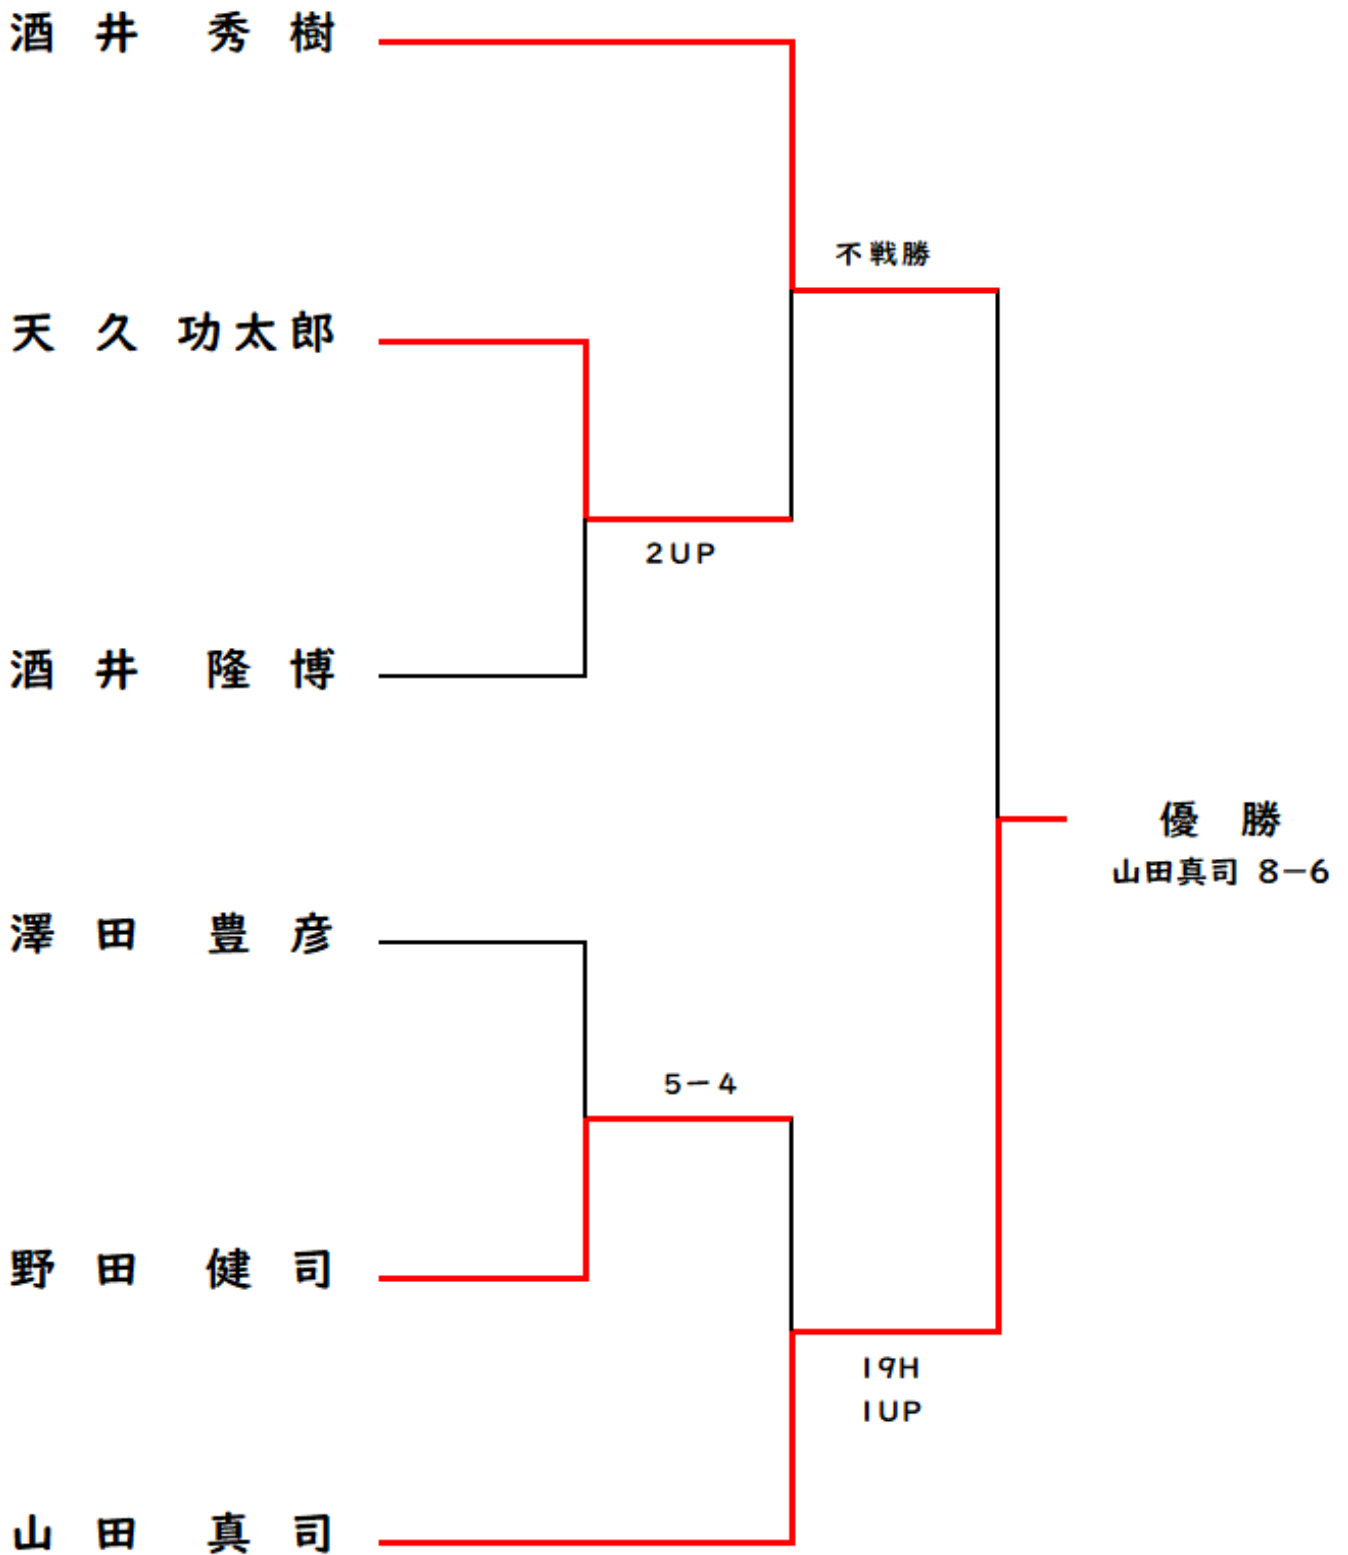 酒井 秀樹
不戦勝
天久 功太郎
2UP
酒井 隆博
優勝
山田真司 8−6
澤田 豊彦
5−4
野田 健司
19H
1UP
山田 真司